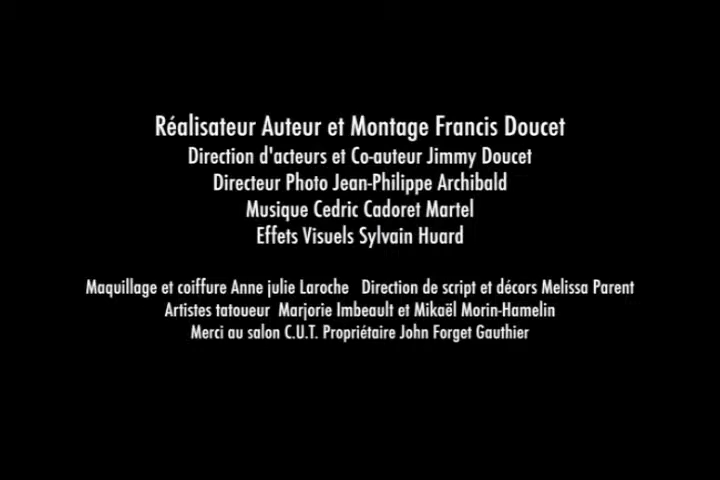 Réalisateur Auteur et Montage Francis Doucet
Direction d'acteurs et Co-auteur Jimmy Doucet
Directeur Photo Jean-Philippe Archibald
Musique Cedric Cadoret Martel
Effets Visuels Sylvain Huard
Maquillage et coiffure Anne julie Laroche   Direction de script et décors Melissa Parent
Artistes tatoueur  Marjorie Imbeault et Mikaël Morin-Hamelin
Merci au salon C.U.T. Propriétaire John Forget Gauthier